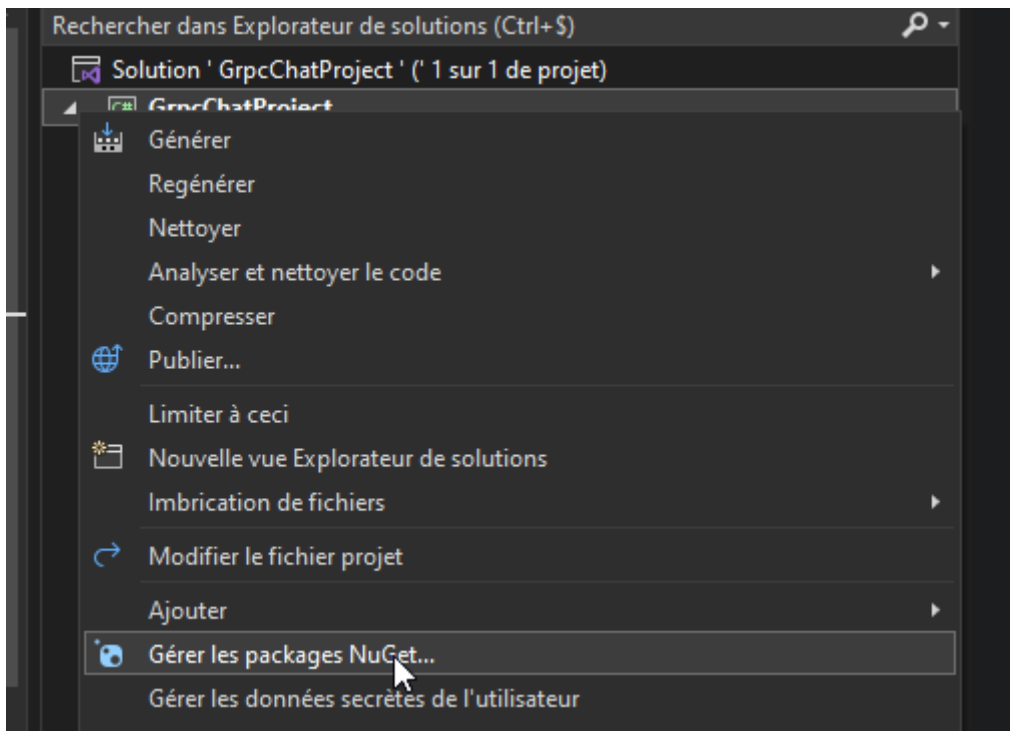 Rechercher dans Explorateur de solutions (Ctrl+$)
Solution ' GrpcChatProject ' (' 1 sur 1 de projet)
C# GrpcChatProject
Générer
Regénérer
Nettoyer
Analyser et nettoyer le code
Compresser
Publier...
Limiter à ceci
Nouvelle vue Explorateur de solutions
Imbrication de fichiers
Modifier le fichier projet
Ajouter
Gérer les packages NuGet...
Gérer les données secrètes de l'utilisateur